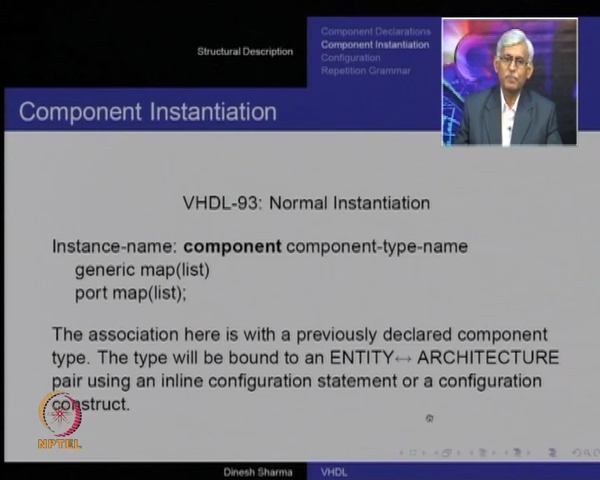 Structural Description
Component Declarations
Component Instantiation
Configuration
Repetition Grammar
Component Instantiation
VHDL-93: Normal Instantiation
Instance-name: component component-type-name
generic map(list)
port map(list);
The association here is with a previously declared component
type. The type will be bound to an ENTITY↔ ARCHITECTURE
pair using an inline configuration statement or a configuration
construct.
NPTEL
Dinesh Sharma
VHDL